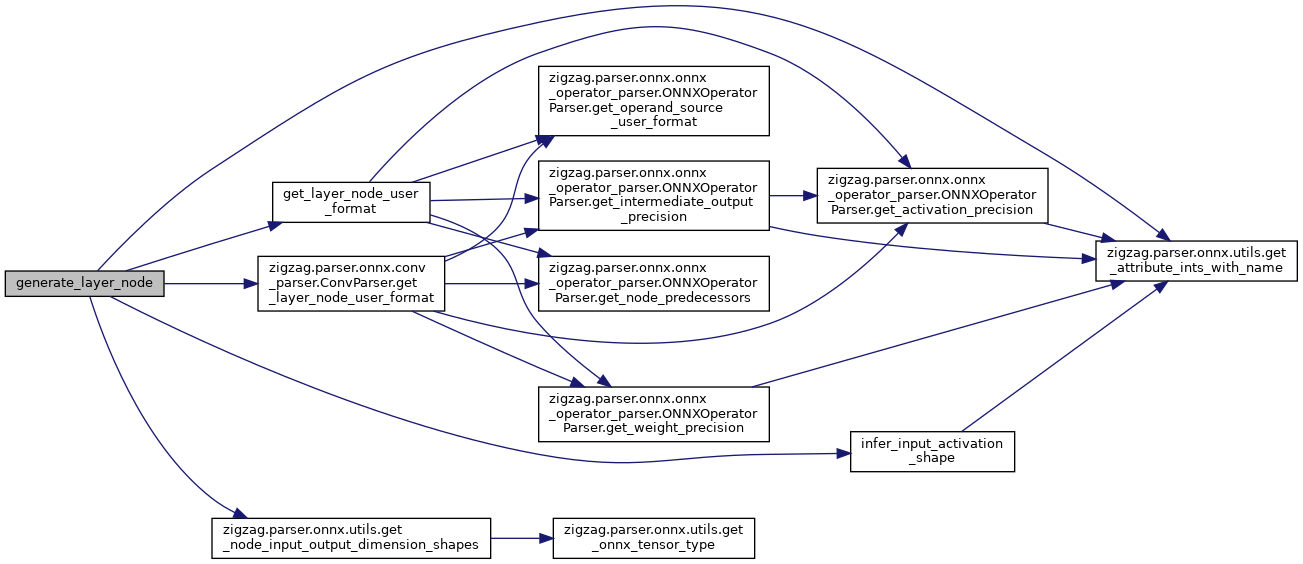 generate_layer_node
get_layer_node_user
_format
zigzag.parser.onnx.conv
_parser.ConvParser.get
_layer_node_user_format
zigzag.parser.onnx.utils.get
_node_input_output_dimension_shapes
zigzag.parser.onnx.onnx
_operator_parser.ONNXOperator
Parser.get_operand_source
_user_format
zigzag.parser.onnx.onnx
_operator_parser.ONNXOperator
Parser.get_intermediate_output
_precision
zigzag.parser.onnx.onnx
_operator_parser.ONNXOperator
Parser.get_node_predecessors
zigzag.parser.onnx.onnx
_operator_parser.ONNXOperator
Parser.get_weight_precision
zigzag.parser.onnx.utils.get
_onnx_tensor_type
zigzag.parser.onnx.onnx
_operator_parser.ONNXOperator
Parser.get_activation_precision
infer_input_activation
_shape
zigzag.parser.onnx.utils.get
_attribute_ints_with_name